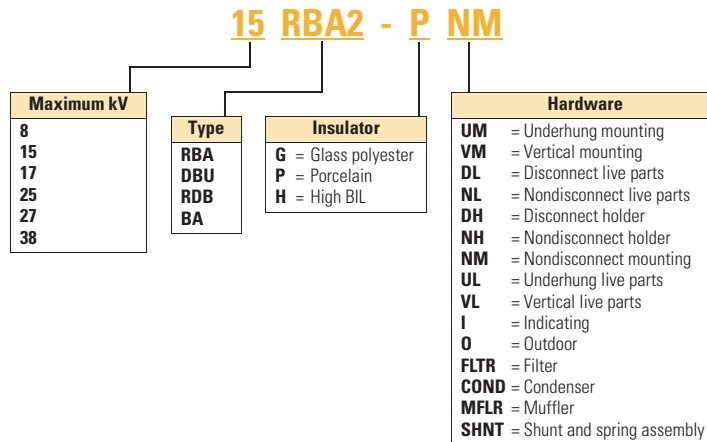 15 RBA2 - P NM
Maximum kV
8
15
17
25
27
38
Type
RBA
DBU
RDB
BA
Insulator
G = Glass polyester
P = Porcelain
H = High BIL
Hardware
UM = Underhung mounting
VM = Vertical mounting
DL = Disconnect live parts
NL = Nondisconnect live parts
DH = Disconnect holder
NH = Nondisconnect holder
NM = Nondisconnect mounting
UL = Underhung live parts
VL = Vertical live parts
I = Indicating
O = Outdoor
FLTR = Filter
COND = Condenser
MFLR = Muffler
SHNT = Shunt and spring assembly